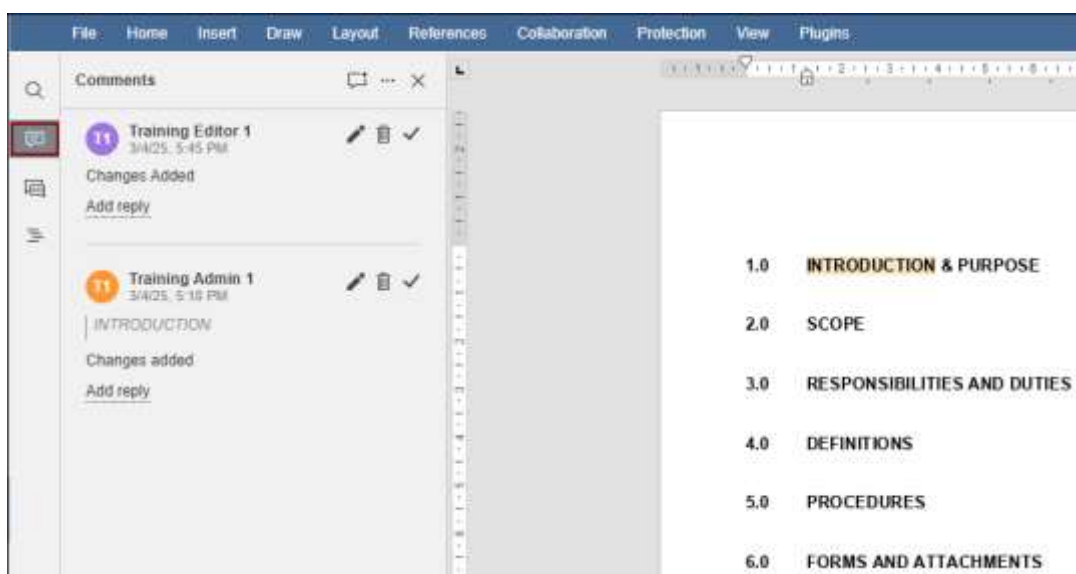 File Home Insert Draw Layout References Collaboration Protection View Plugins
Comments
T1 Training Editor 1
3/4/25, 5:45 PM
Changes Added
Add reply
T1 Training Admin 1
3/4/25, 5:18 PM
INTRODUCTION
Changes added
Add reply
1.0 INTRODUCTION & PURPOSE
2.0 SCOPE
3.0 RESPONSIBILITIES AND DUTIES
4.0 DEFINITIONS
5.0 PROCEDURES
6.0 FORMS AND ATTACHMENTS